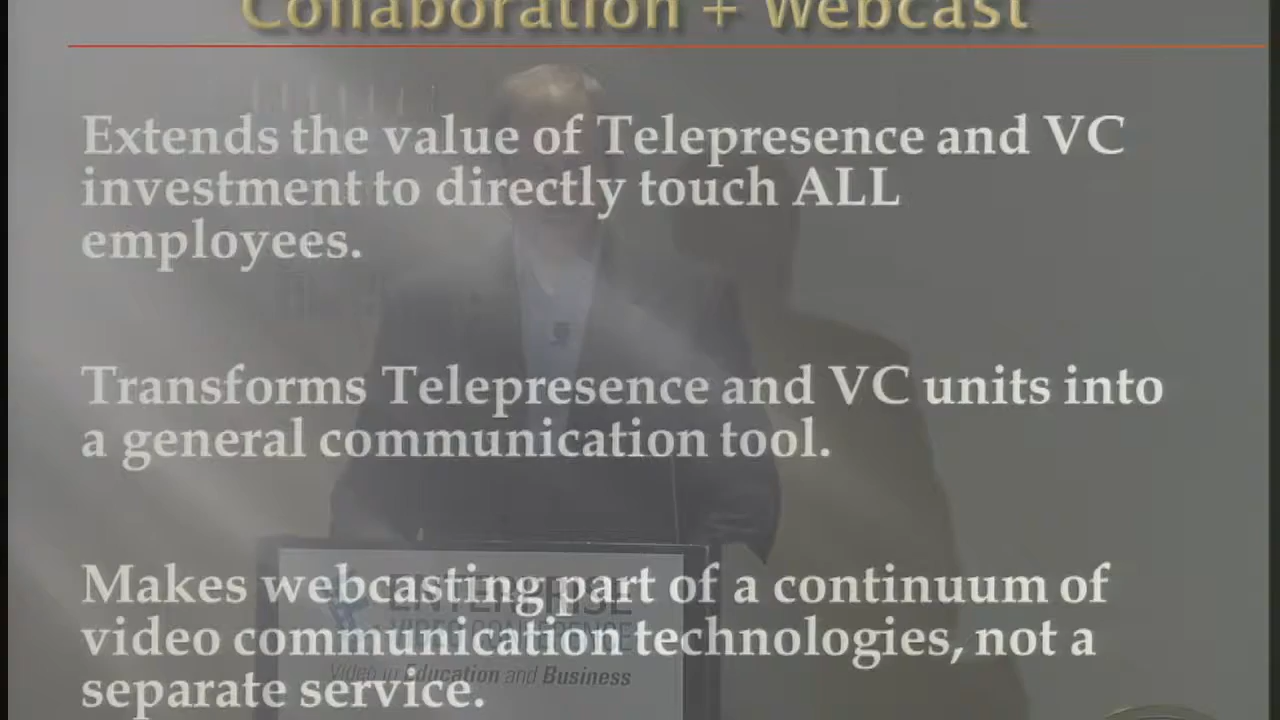 Collaboration + Webcast
Extends the value of Telepresence and VC
investment to directly touch ALL
employees.
Transforms Telepresence and VC units into
a general communication tool.
Makes webcasting part of a continuum of
video communication technologies, not a
separate service.
ENTERPRISE
VIDEO CONFERENCE
Video in Education and Business